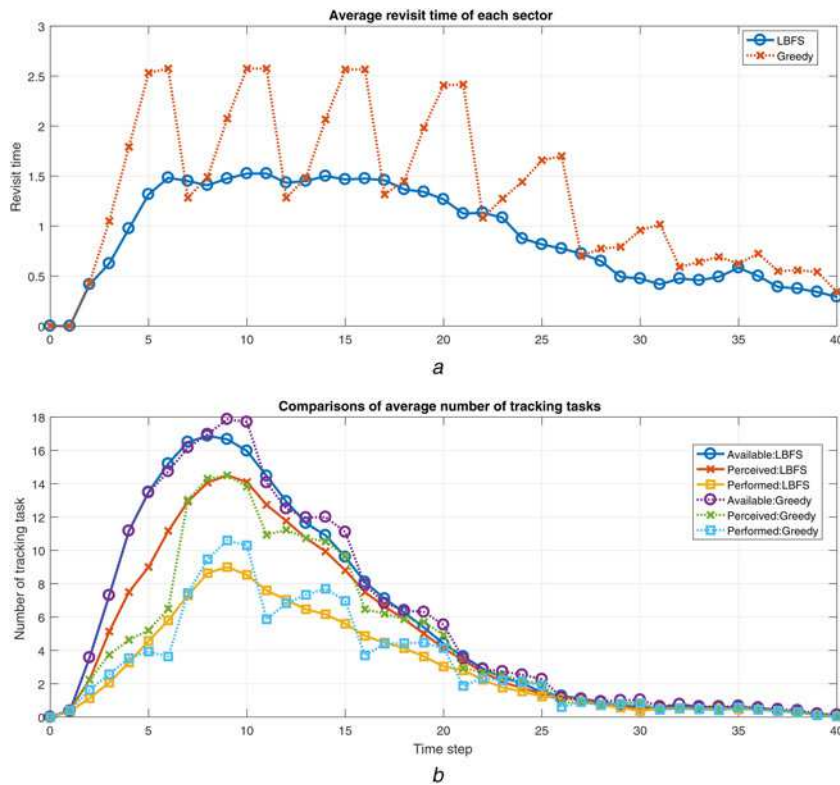 Average revisit time of each sector
3
2.5
2
1.5
1
0.5
0
Revisit time
LBFS
Greedy
0 5 10 15 20 25 30 35 40
a
Comparisons of average number of tracking tasks
18
16
14
12
10
8
6
4
2
0
Number of tracking task
Available:LBFS
Perceived:LBFS
Performed:LBFS
Available:Greedy
Perceived:Greedy
Performed:Greedy
0 5 10 15 20 25 30 35 40
Time step
b